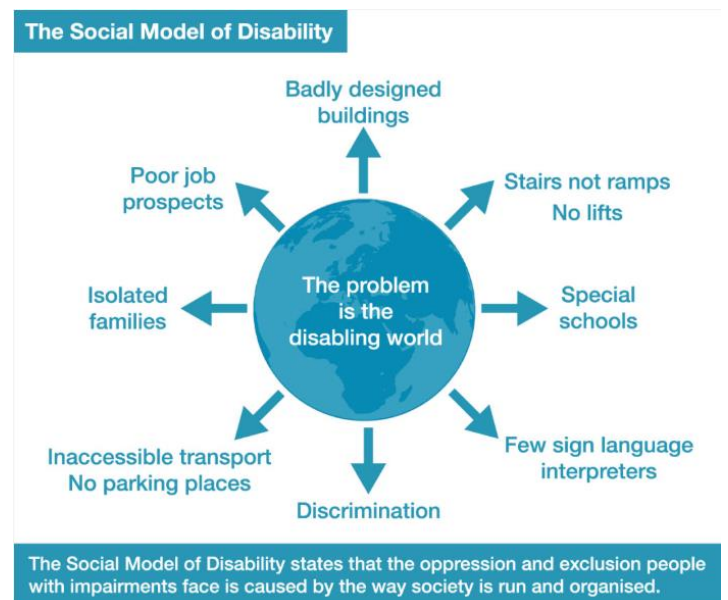 The Social Model of Disability
Badly designed
buildings
Poor job
prospects
Stairs not ramps
No lifts
Isolated
families
The problem
is the
disabling world
Special
schools
Inaccessible transport
No parking places
Few sign language
interpreters
Discrimination
The Social Model of Disability states that the oppression and exclusion people
with impairments face is caused by the way society is run and organised.